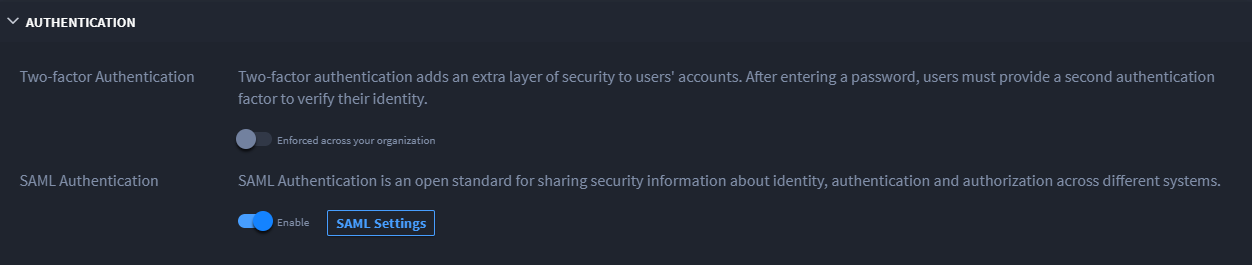 AUTHENTICATION
Two-factor Authentication
Two-factor authentication adds an extra layer of security to users' accounts. After entering a password, users must provide a second authentication
factor to verify their identity.
Enforced across your organization
SAML Authentication
SAML Authentication is an open standard for sharing security information about identity, authentication and authorization across different systems.
Enable
SAML Settings